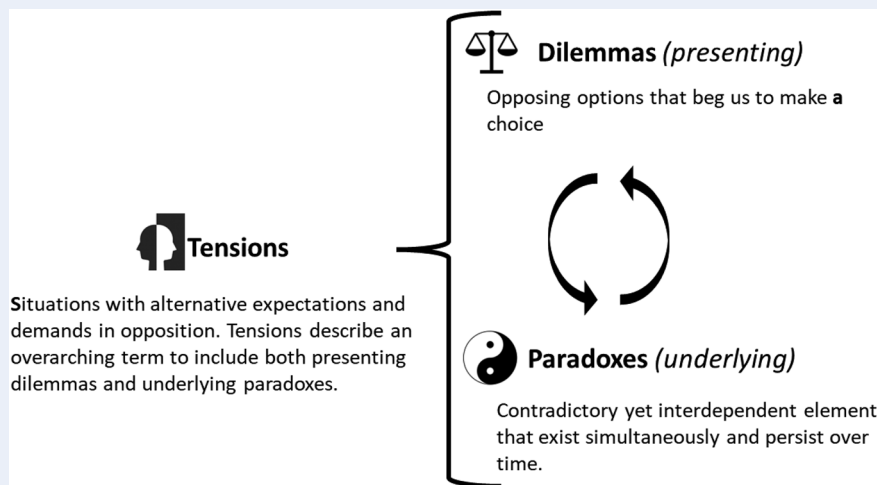 Dilemmas (presenting)
Opposing options that beg us to make a
choice
Tensions
Situations with alternative expectations and
demands in opposition. Tensions describe an
overarching term to include both presenting
dilemmas and underlying paradoxes.
Paradoxes (underlying)
Contradictory yet interdependent element
that exist simultaneously and persist over
time.